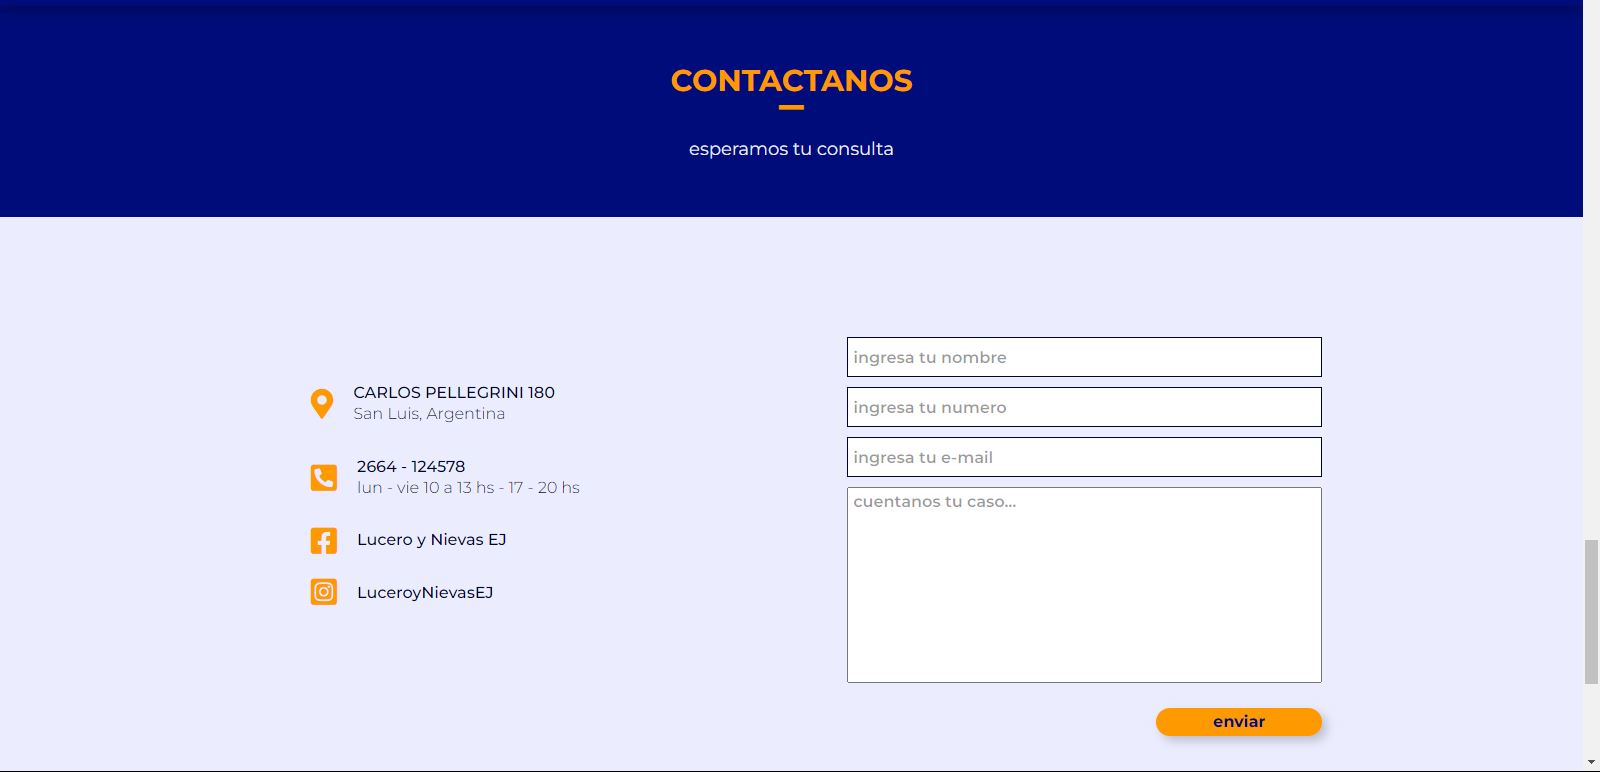 CONTACTANOS
esperamos tu consulta
CARLOS PELLEGRINI 180
San Luis, Argentina
2664 - 124578
lun - vie 10 a 13 hs - 17 - 20 hs
Lucero y Nievas EJ
LuceroyNievasEJ
ingresa tu nombre
ingresa tu numero
ingresa tu e-mail
cuentanos tu caso...
enviar